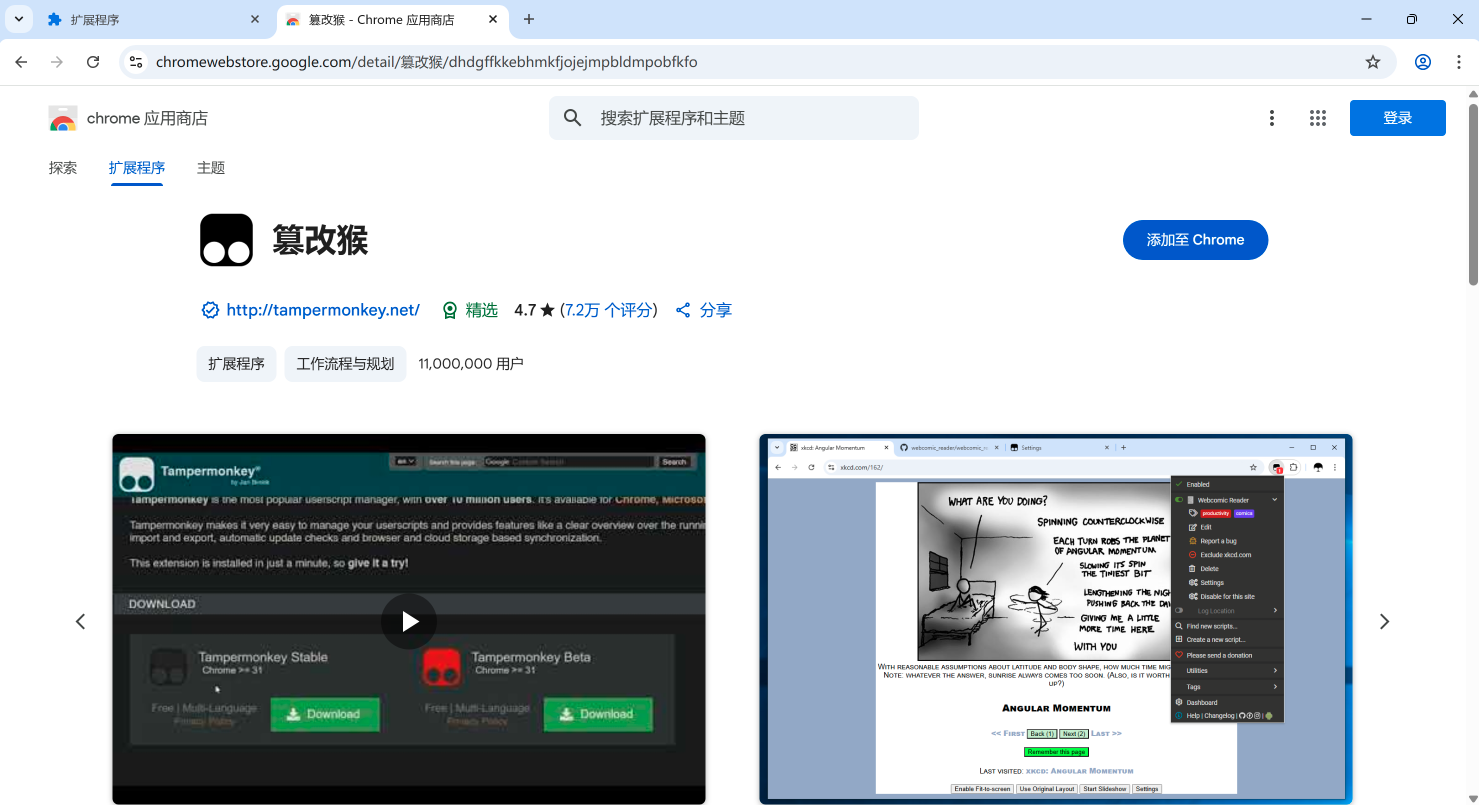 扩展程序
篡改猴 - Chrome 应用商店
chromewebstore.google.com/detail/篡改猴/dhdgffkkebhmkfjojejmpbldmpobfkfo
chrome 应用商店
搜索扩展程序和主题
登录
探索
扩展程序
主题
篡改猴
添加至 Chrome
http://tampermonkey.net/
精选
4.7 ★ (7.2万 个评分)
分享
扩展程序
工作流程与规划
11,000,000 用户
Tampermonkey®
by Jan Biniok
Search this page
Google Custom Search
Search
Tampermonkey is the most popular userscript manager, with over 10 million users. It's available for Chrome, Microso
Tampermonkey makes it very easy to manage your userscripts and provides features like a clear overview over the runni
import and export, automatic update checks and browser and cloud storage based synchronization.
This extension is installed in just a minute, so give it a try!
DOWNLOAD
Tampermonkey Stable
Chrome >= 31
Free | Multi-Language
Privacy Policy
Download
Tampermonkey Beta
Chrome >= 31
Free | Multi-Language
Privacy Policy
Download
xkcd: Angular Momentum
webcomic_reader/webcomic_r
Settings
xkcd.com/162/
WHAT ARE YOU DOING?
SPINNING COUNTERCLOCKWISE
EACH TURN ROBS THE PLANET
OF ANGULAR MOMENTUM
SLOWING ITS SPIN
THE TINIEST BIT
LENGTHENING THE NIGH
PUSHING BACK THE DA
GIVING ME A LITTLE
MORE TIME HERE
WITH YOU
WITH REASONABLE ASSUMPTIONS ABOUT LATITUDE AND BODY SHAPE, HOW MUCH TIME MIG
NOTE: WHATEVER THE ANSWER, SUNRISE ALWAYS COMES TOO SOON. (ALSO, IS IT WORTH
UP?)
ANGULAR MOMENTUM
<< FIRST Back (1) Next (2) LAST >>
Remember this page
LAST VISITED: XKCD: ANGULAR MOMENTUM
Enable Fit-to-screen Use Original Layout Start Slideshow Settings
Enabled
Webcomic Reader
productivity comics
Edit
Report a bug
Exclude xkcd.com
Delete
Settings
Disable for this site
Log Location
Find new scripts...
Create a new script...
Please send a donation
Utilities
Tags
Dashboard
Help | Changelog |